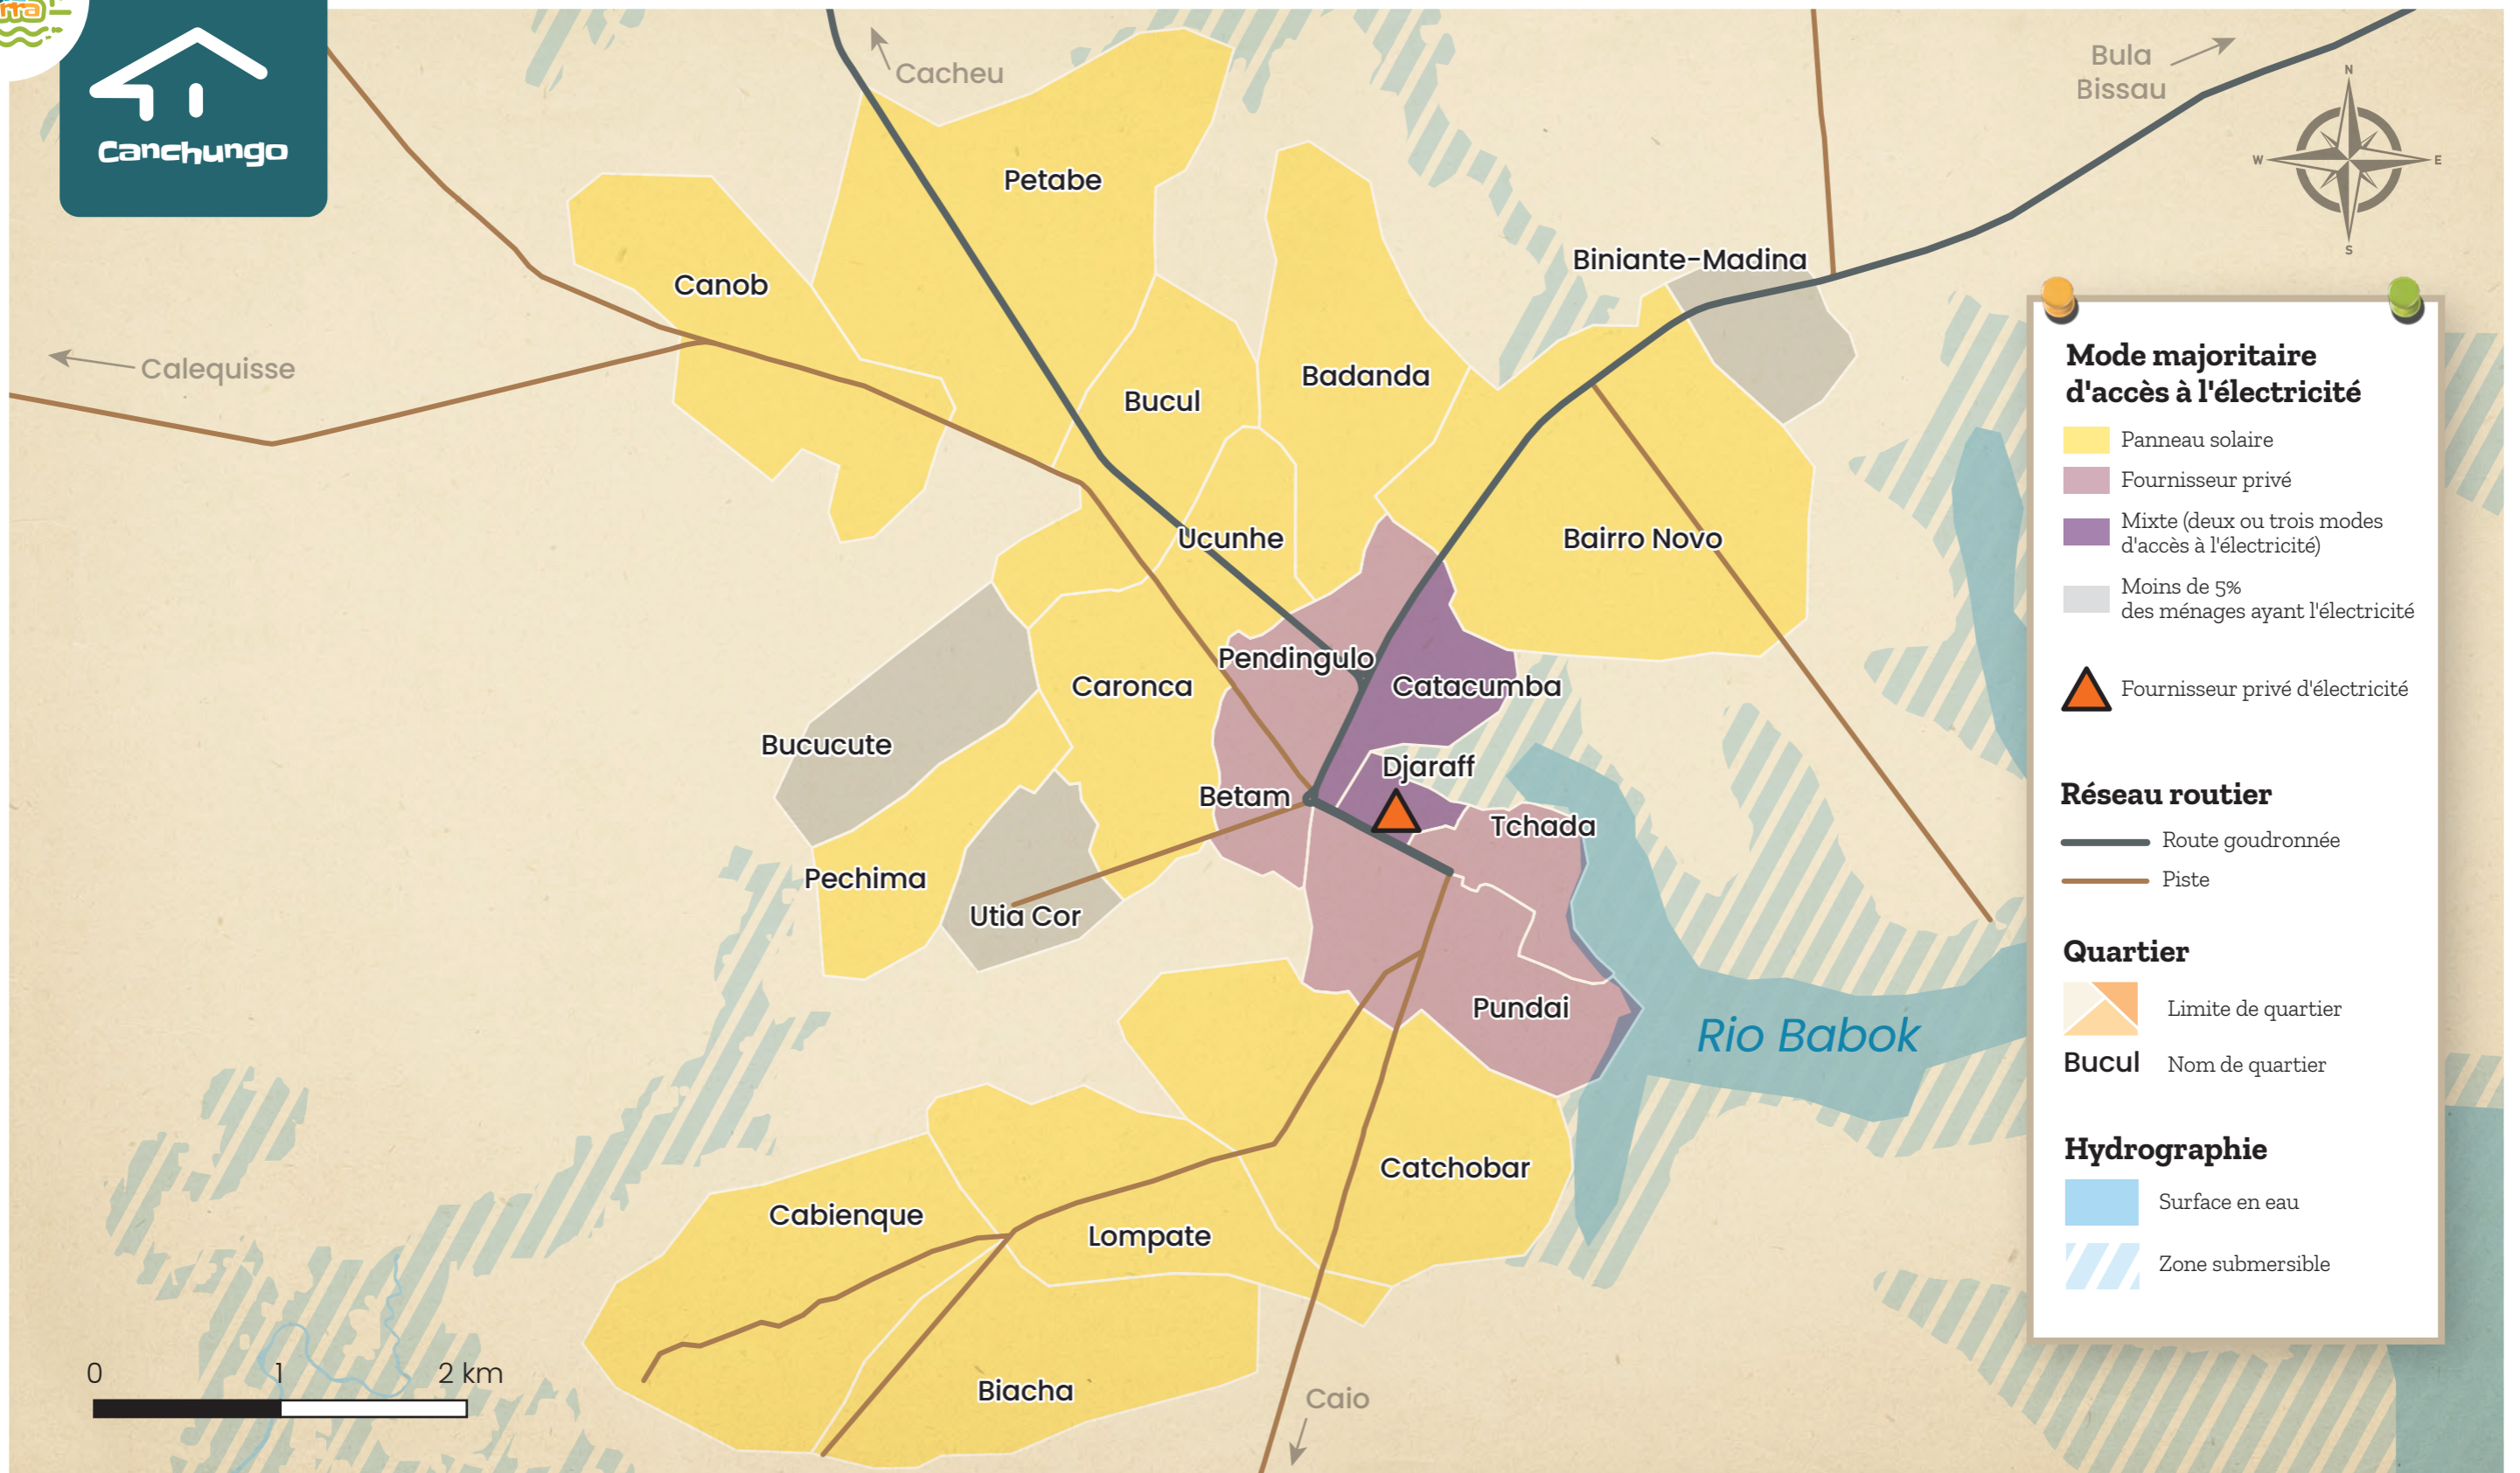 rra
Canchungo
Cacheu
Bula
Bissau
N
W
E
S
Calequisse
Petabe
Canob
Biniante-Madina
Bucul
Badanda
Ucunhe
Bairro Novo
Pendingulo
Caronca
Catacumba
Bucucute
Djaraff
Betam
Tchada
Pechima
Utia Cor
Pundai
Rio Babok
Catchobar
Cabienque
Lompate
Biacha
Caio
0 1 2 km
Mode majoritaire
d'accès à l'électricité
Panneau solaire
Fournisseur privé
Mixte (deux ou trois modes
d'accès à l'électricité)
Moins de 5%
des ménages ayant l'électricité
Fournisseur privé d'électricité
Réseau routier
Route goudronnée
Piste
Quartier
Limite de quartier
Bucul Nom de quartier
Hydrographie
Surface en eau
Zone submersible